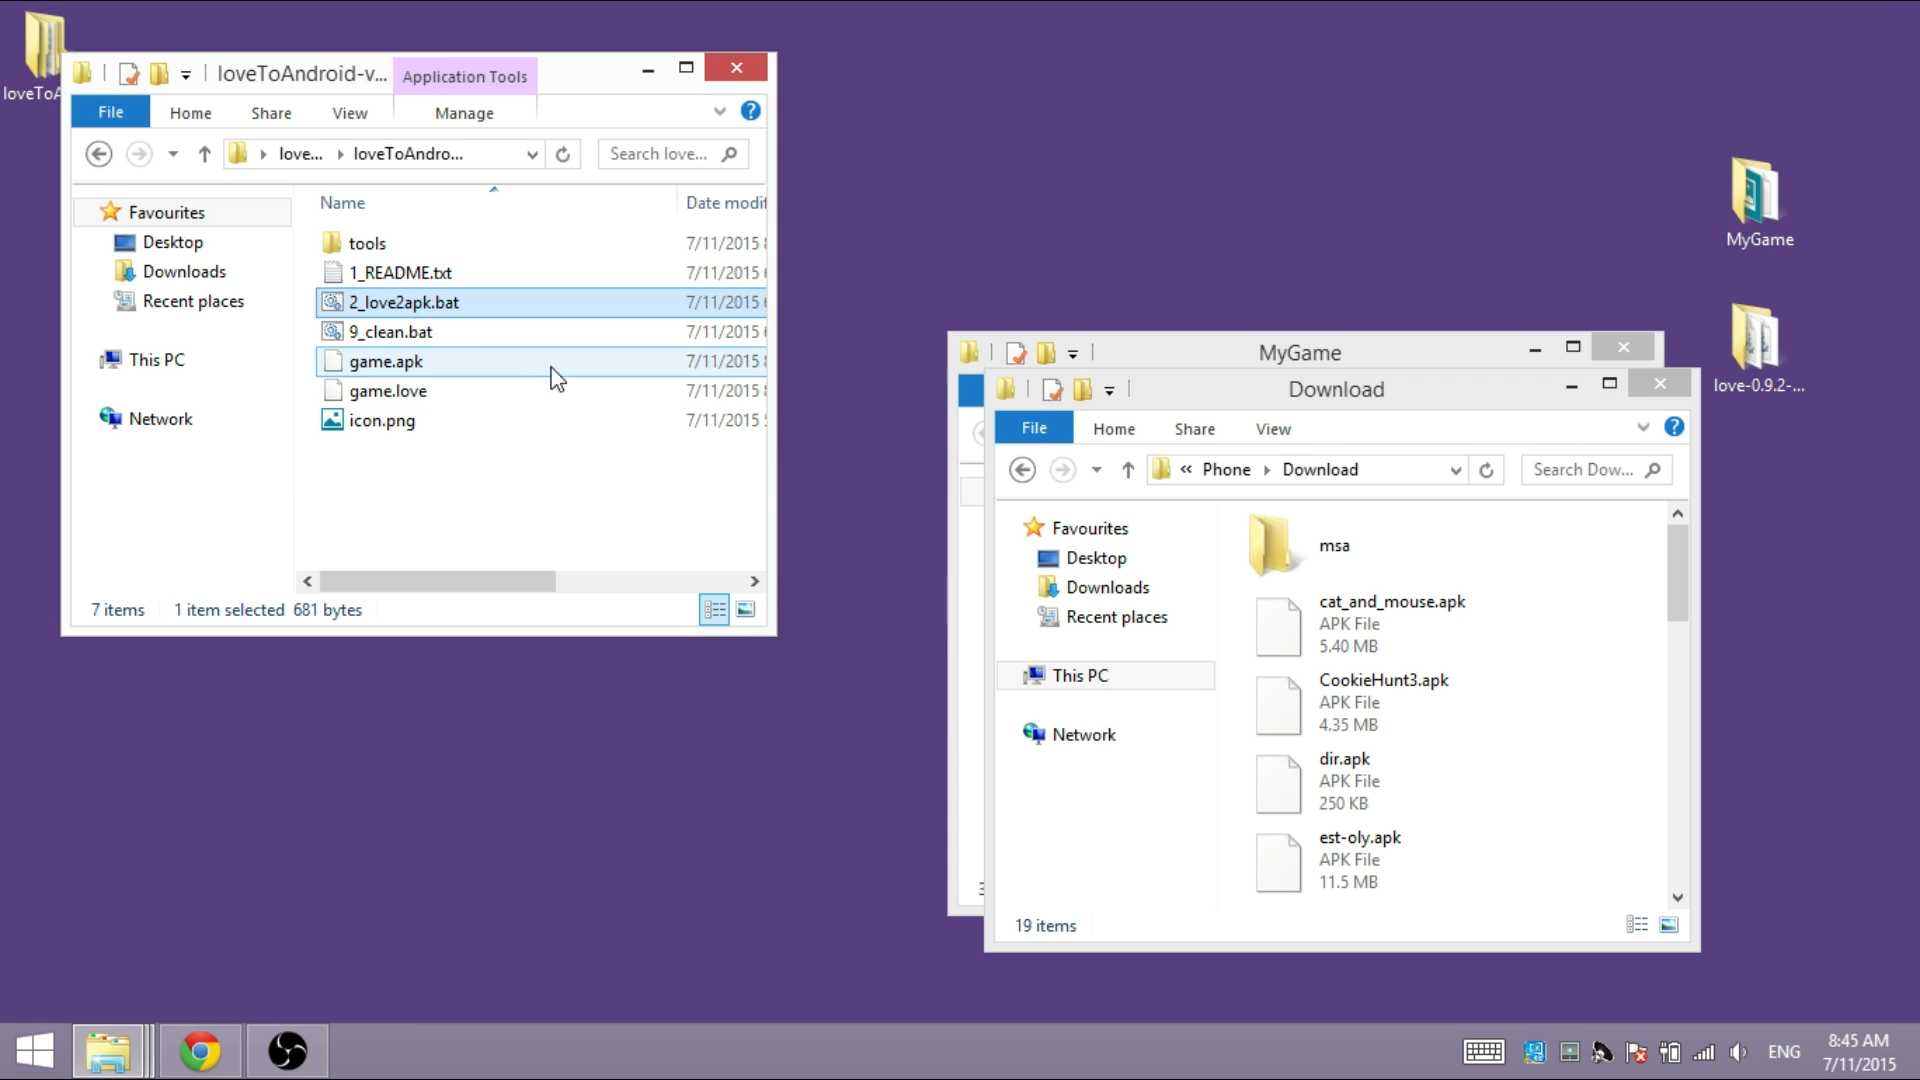 loveToA
loveToAndroid-v...
Application Tools
File
Home
Share
View
Manage
love...
loveToAndro...
Search love...
Favourites
Desktop
Downloads
Recent places
This PC
Network
Name
Date modif
tools
7/11/2015
1_README.txt
7/11/2015
2_love2apk.bat
7/11/2015
9_clean.bat
7/11/2015
game.apk
7/11/2015
game.love
7/11/2015
icon.png
7/11/2015
7 items
1 item selected 681 bytes
MyGame
love-0.9.2-...
MyGame
Download
File
Home
Share
View
« Phone
Download
Search Dow...
Favourites
Desktop
Downloads
Recent places
This PC
Network
msa
cat_and_mouse.apk
APK File
5.40 MB
CookieHunt3.apk
APK File
4.35 MB
dir.apk
APK File
250 KB
est-oly.apk
APK File
11.5 MB
19 items
ENG
8:45 AM
7/11/2015